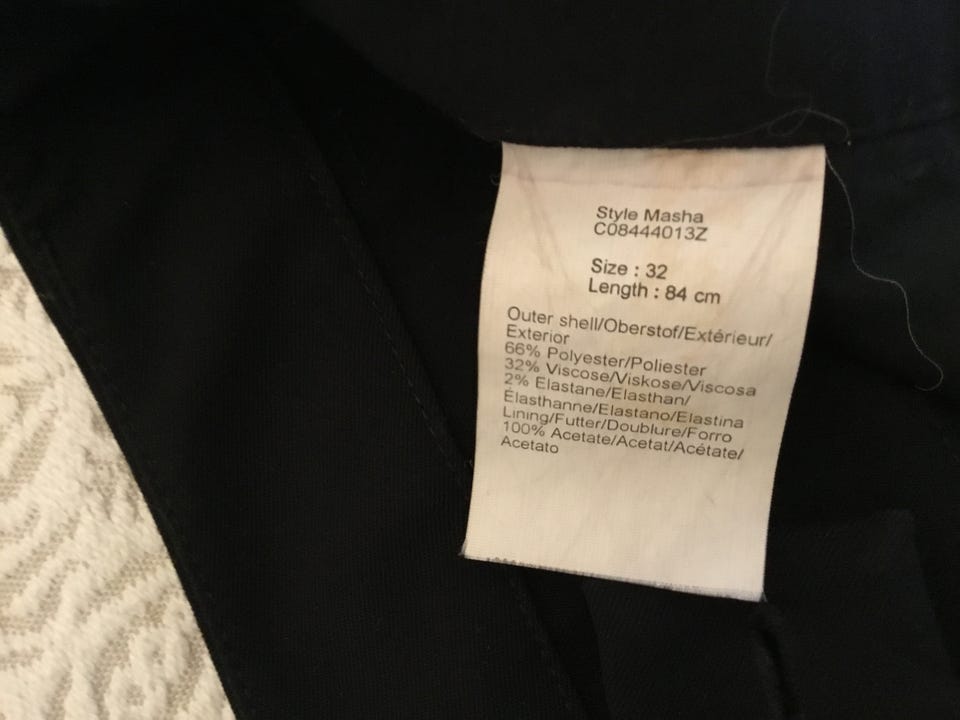 Style Masha
C08444013Z
Size : 32
Length : 84 cm
Outer shell/Oberstof/Extérieur/
Exterior
66% Polyester/Poliester
32% Viscose/Viskose/Viscosa
2% Elastane/Elasthan/
Élasthanne/Elastano/Elastina
Lining/Futter/Doublure/Forro
100% Acetate/Acetat/Acétate/
Acetato